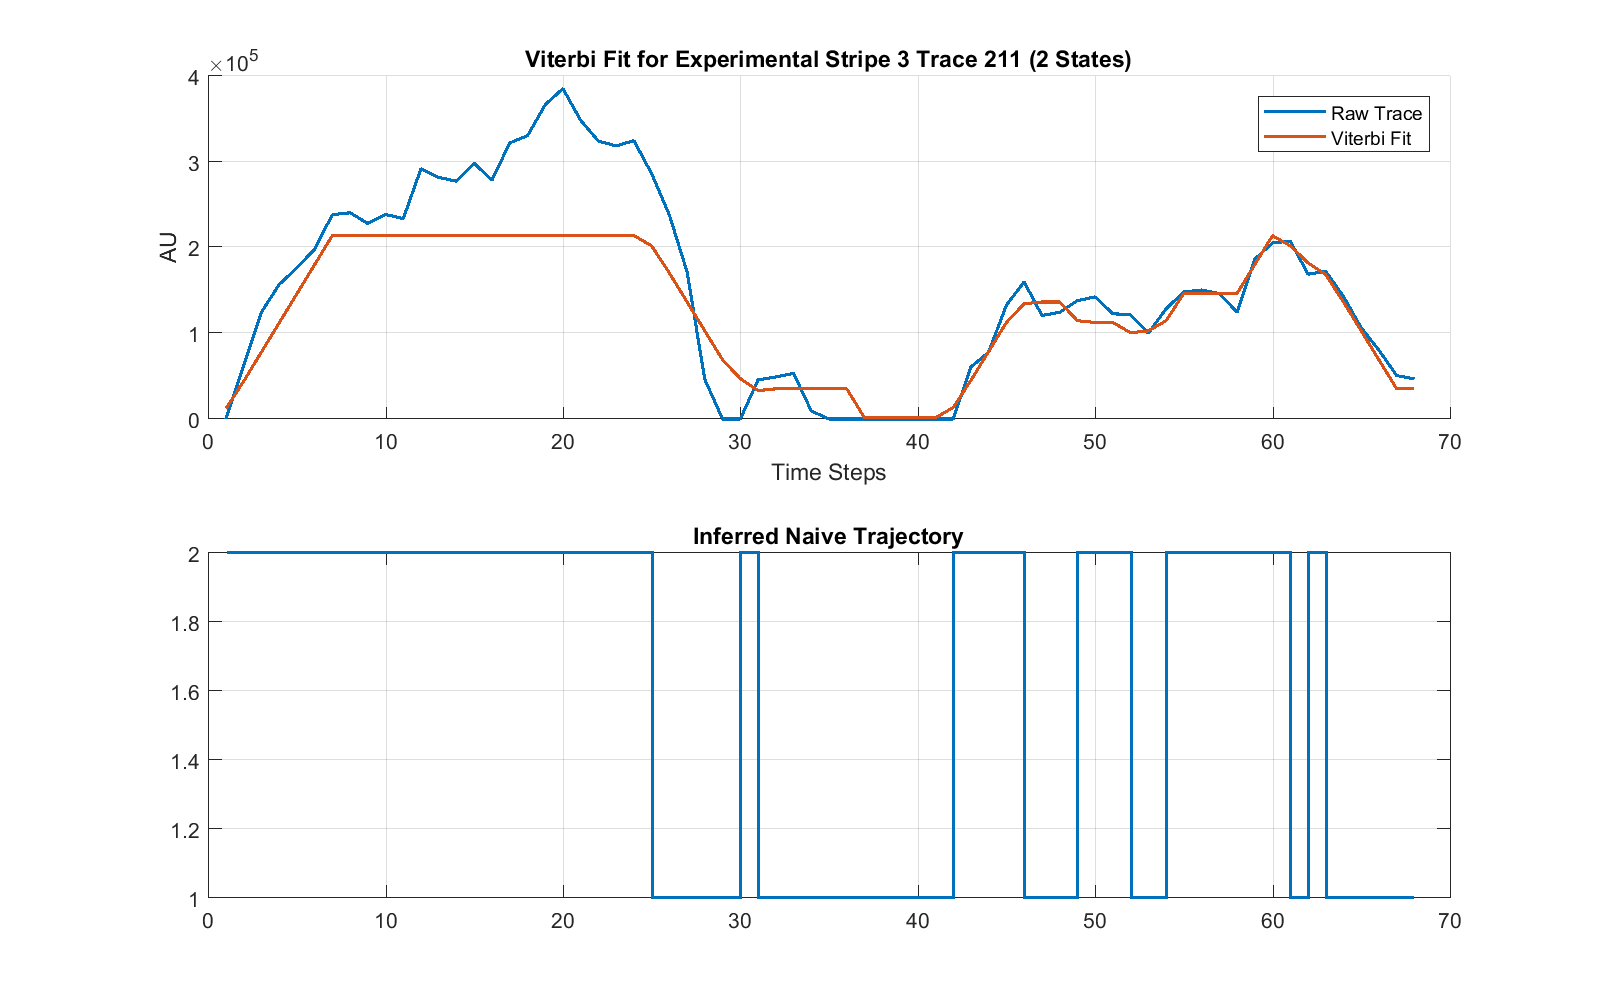 Viterbi Fit for Experimental Stripe 3 Trace 211 (2 States)
×10^5
4
3
2
1
0
AU
Raw Trace
Viterbi Fit
0 10 20 30 40 50 60 70
Time Steps
Inferred Naive Trajectory
2
1.8
1.6
1.4
1.2
1
0 10 20 30 40 50 60 70